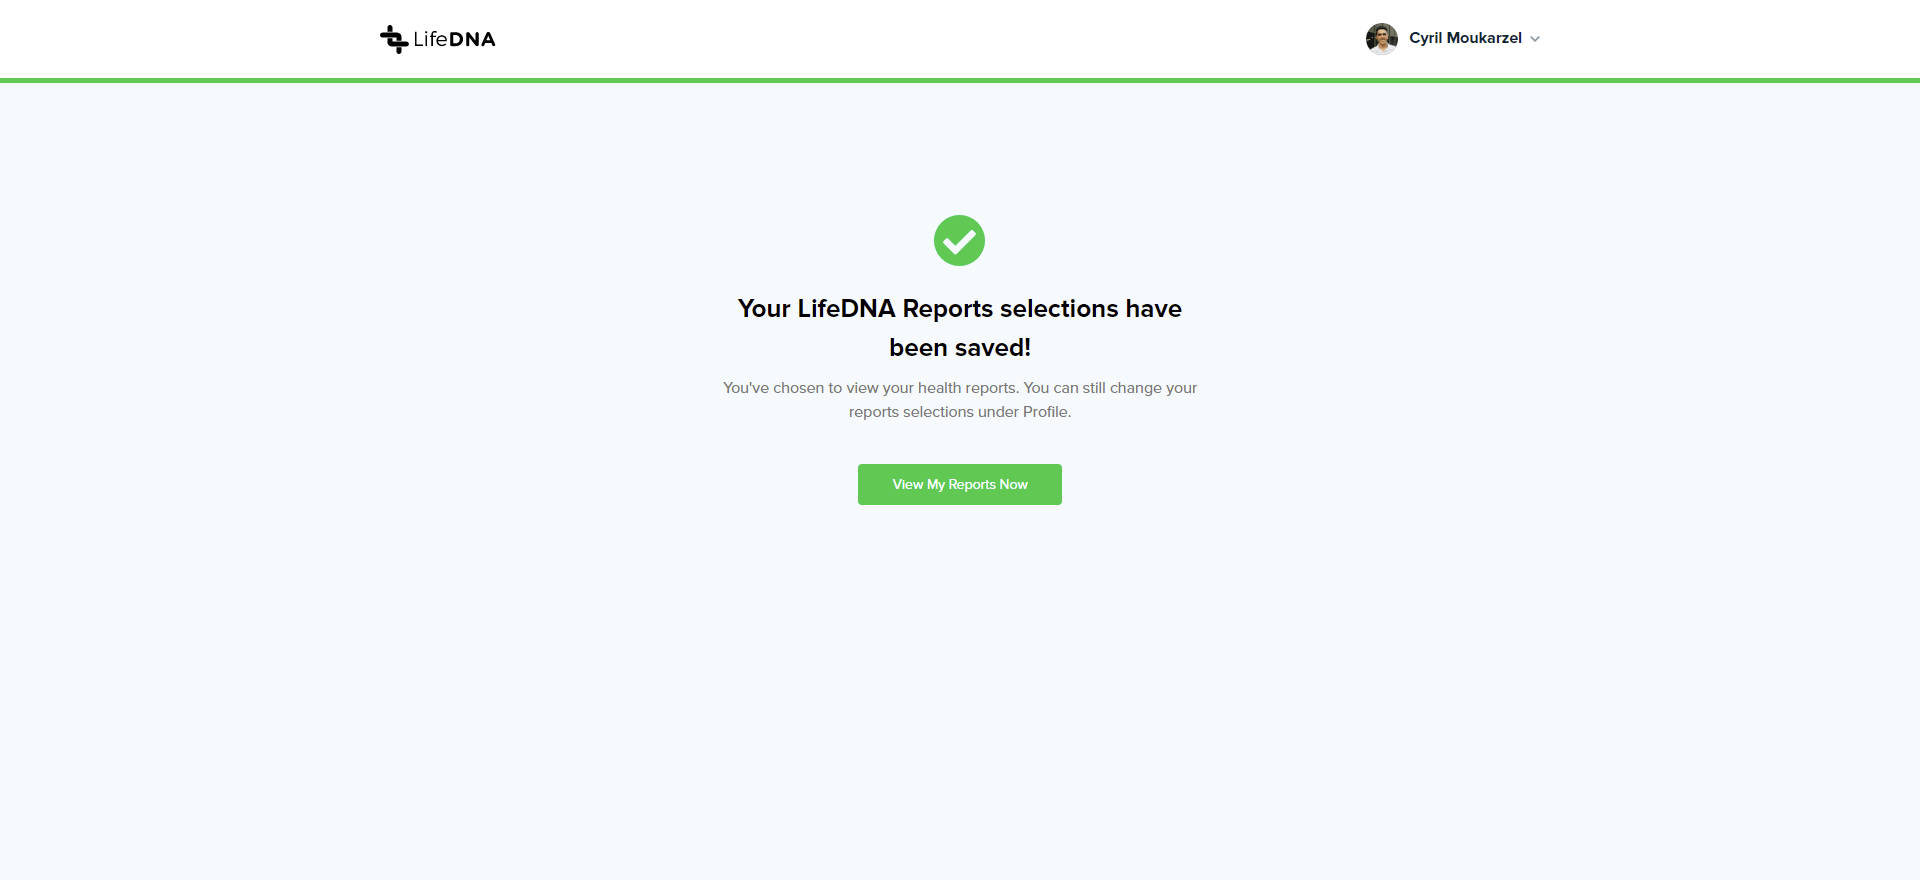 LifeDNA
Cyril Moukarzel
Your LifeDNA Reports selections have
been saved!
You've chosen to view your health reports. You can still change your
reports selections under Profile.
View My Reports Now